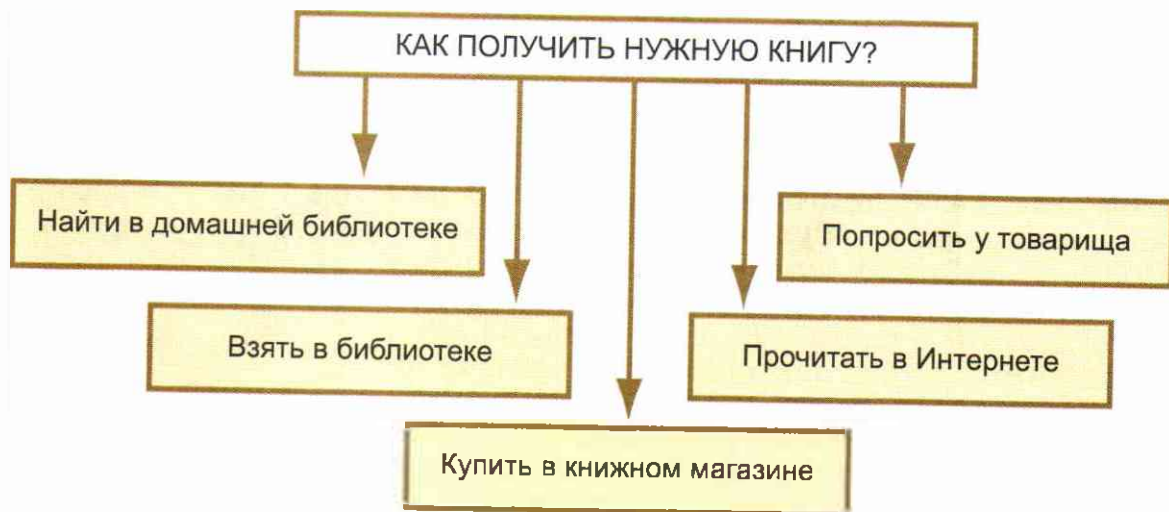 КАК ПОЛУЧИТЬ НУЖНУЮ КНИГУ?
Найти в домашней библиотеке
Попросить у товарища
Взять в библиотеке
Прочитать в Интернете
Купить в книжном магазине